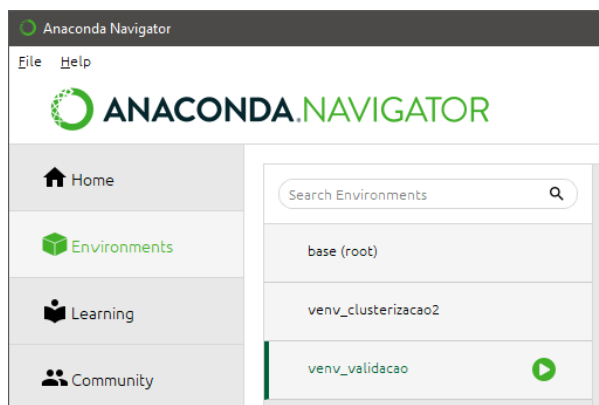 Anaconda Navigator
File Help
ANACONDA.NAVIGATOR
Home
Environments
Learning
Community
Search Environments
base (root)
venv_clusterizacao2
venv_validacao